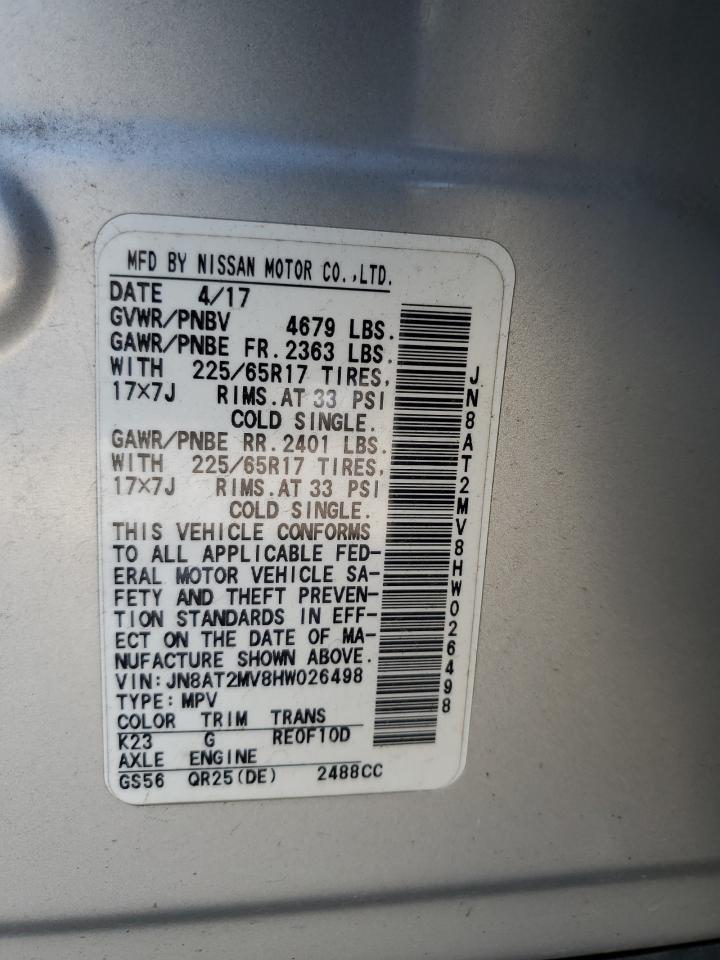 MFD BY NISSAN MOTOR CO.,LTD.
DATE 4/17
GVWR/PNBV 4679 LBS.
GAWR/PNBE FR.2363 LBS.
WITH 225/65R17 TIRES,
17×7J RIMS.AT 33 PSI
COLD SINGLE.
GAWR/PNBE RR.2401 LBS.
WITH 225/65R17 TIRES,
17×7J RIMS.AT 33 PSI
COLD SINGLE.
THIS VEHICLE CONFORMS
TO ALL APPLICABLE FED-
ERAL MOTOR VEHICLE SA-
FETY AND THEFT PREVEN-
TION STANDARDS IN EFF-
ECT ON THE DATE OF MA-
NUFACTURE SHOWN ABOVE.
VIN:JN8AT2MV8HW026498
TYPE:MPV
COLOR TRIM TRANS
K23 G RE0F10D
AXLE ENGINE
GS56 QR25(DE) 2488CC
JN8AT2MV8HW026498